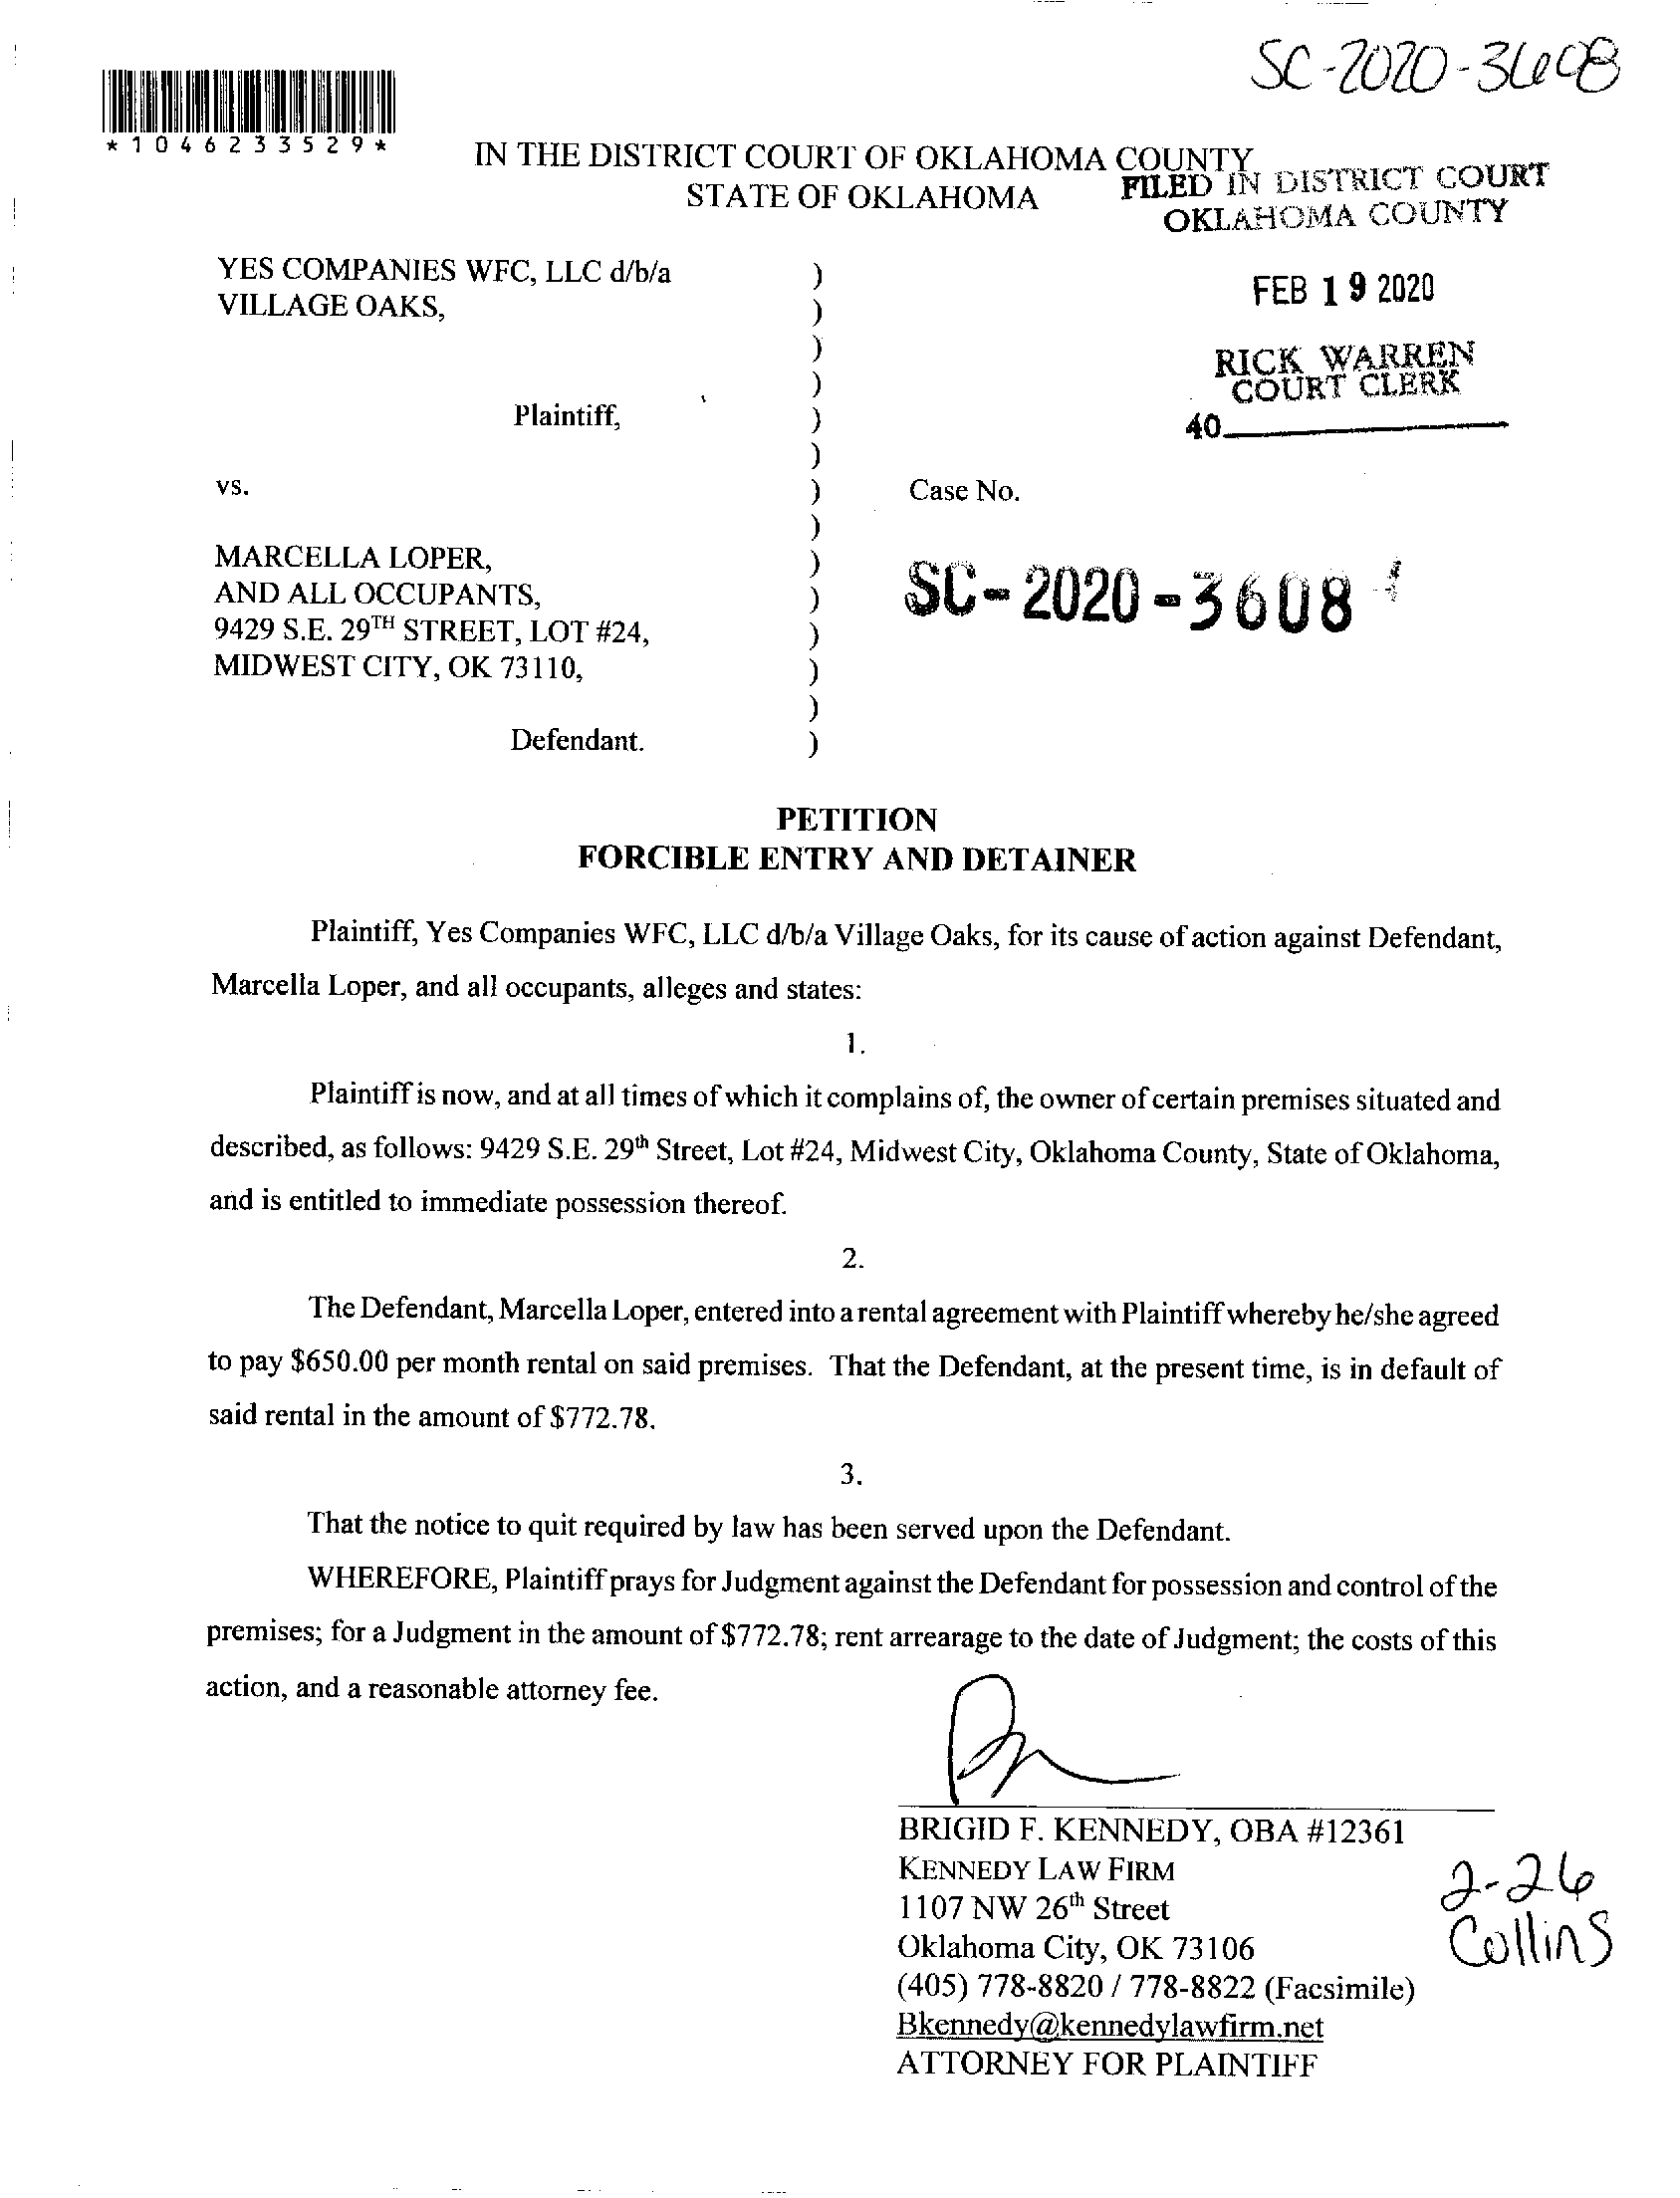 SC-2020-3608
*1046233529*
IN THE DISTRICT COURT OF OKLAHOMA COUNTY
STATE OF OKLAHOMA
FILED IN DISTRICT COURT
OKLAHOMA COUNTY
FEB 19 2020
RICK WARREN
COURT CLERK
40
YES COMPANIES WFC, LLC d/b/a )
VILLAGE OAKS, )
)
)
Plaintiff, )
)
vs. ) Case No.
)
MARCELLA LOPER, )
AND ALL OCCUPANTS, ) SC-2020-3608
9429 S.E. 29TH STREET, LOT #24, )
MIDWEST CITY, OK 73110, )
)
Defendant. )
PETITION
FORCIBLE ENTRY AND DETAINER
Plaintiff, Yes Companies WFC, LLC d/b/a Village Oaks, for its cause of action against Defendant,
Marcella Loper, and all occupants, alleges and states:
1.
Plaintiff is now, and at all times of which it complains of, the owner of certain premises situated and
described, as follows: 9429 S.E. 29th Street, Lot #24, Midwest City, Oklahoma County, State of Oklahoma,
and is entitled to immediate possession thereof.
2.
The Defendant, Marcella Loper, entered into a rental agreement with Plaintiff whereby he/she agreed
to pay $650.00 per month rental on said premises. That the Defendant, at the present time, is in default of
said rental in the amount of $772.78.
3.
That the notice to quit required by law has been served upon the Defendant.
WHEREFORE, Plaintiff prays for Judgment against the Defendant for possession and control of the
premises; for a Judgment in the amount of $772.78; rent arrearage to the date of Judgment; the costs of this
action, and a reasonable attorney fee.
BRIGID F. KENNEDY, OBA #12361
KENNEDY LAW FIRM
1107 NW 26th Street
Oklahoma City, OK 73106
(405) 778-8820 / 778-8822 (Facsimile)
Bkennedy@kennedylawfirm.net
ATTORNEY FOR PLAINTIFF
2-26
Collins